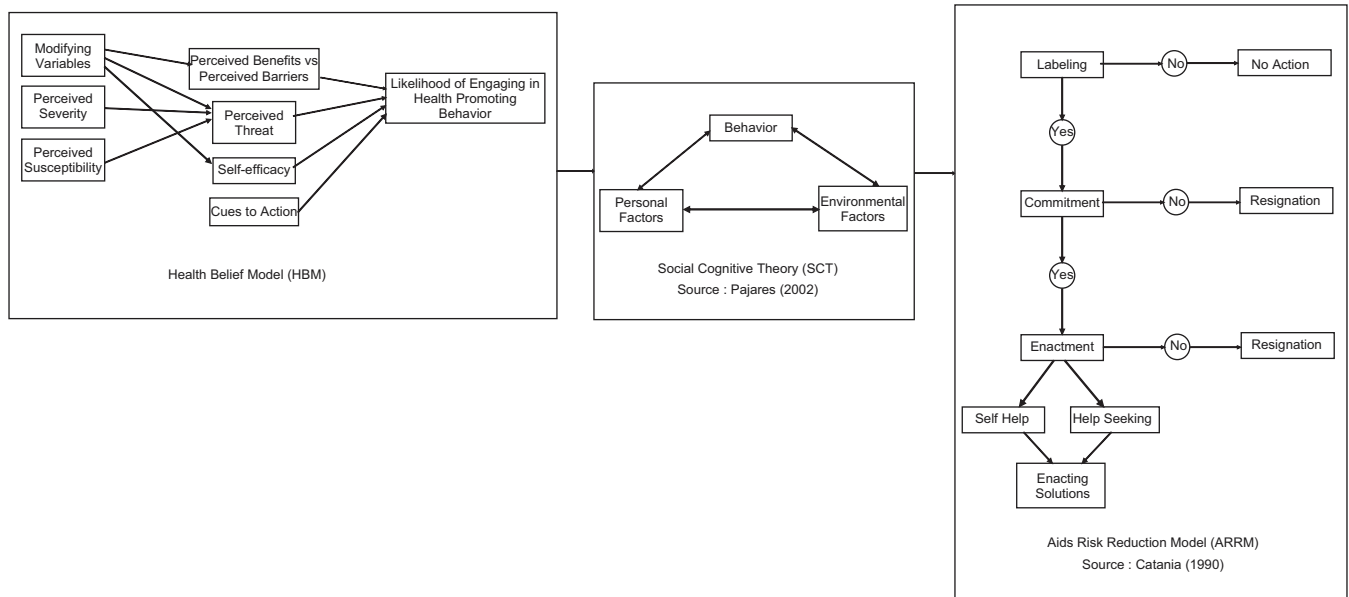 Modifying
Variables
Perceived
Severity
Perceived
Susceptibility
Perceived Benefits vs
Perceived Barriers
Perceived
Threat
Self-efficacy
Cues to Action
Likelihood of Engaging in
Health Promoting
Behavior
Health Belief Model (HBM)
Behavior
Personal
Factors
Environmental
Factors
Social Cognitive Theory (SCT)
Source : Pajares (2002)
Labeling
No
No Action
Yes
Commitment
No
Resignation
Yes
Enactment
No
Resignation
Self Help
Help Seeking
Enacting
Solutions
Aids Risk Reduction Model (ARRM)
Source : Catania (1990)